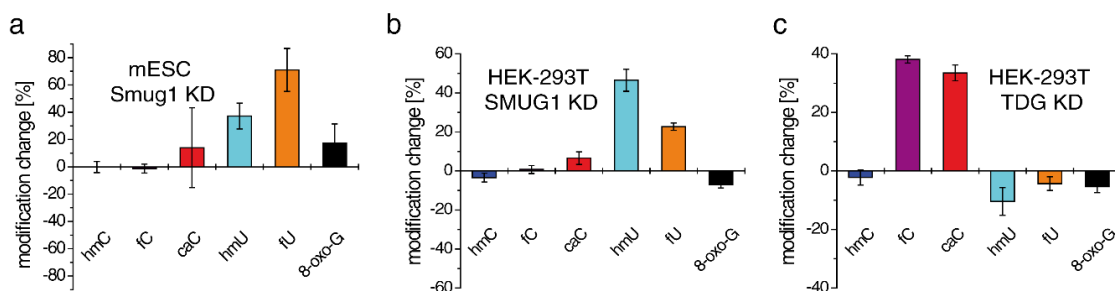 a
modification change [%]
80
60
40
20
0
-20
-40
-60
-80
mESC
Smug1 KD
hmC
fC
caC
hmU
fU
8-oxo-G
b
modification change [%]
60
40
20
0
-20
-40
-60
HEK-293T
SMUG1 KD
hmC
fC
caC
hmU
fU
8-oxo-G
c
modification change [%]
40
20
0
-20
-40
HEK-293T
TDG KD
hmC
fC
caC
hmU
fU
8-oxo-G